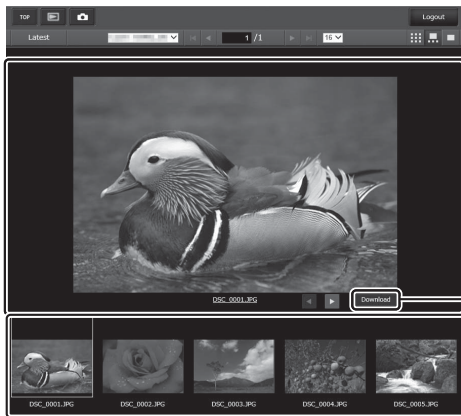 TOP
Logout
Latest
1 /1
16
DSC_0001.JPG
Download
DSC_0001.JPG
DSC_0002.JPG
DSC_0003.JPG
DSC_0004.JPG
DSC_0005.JPG